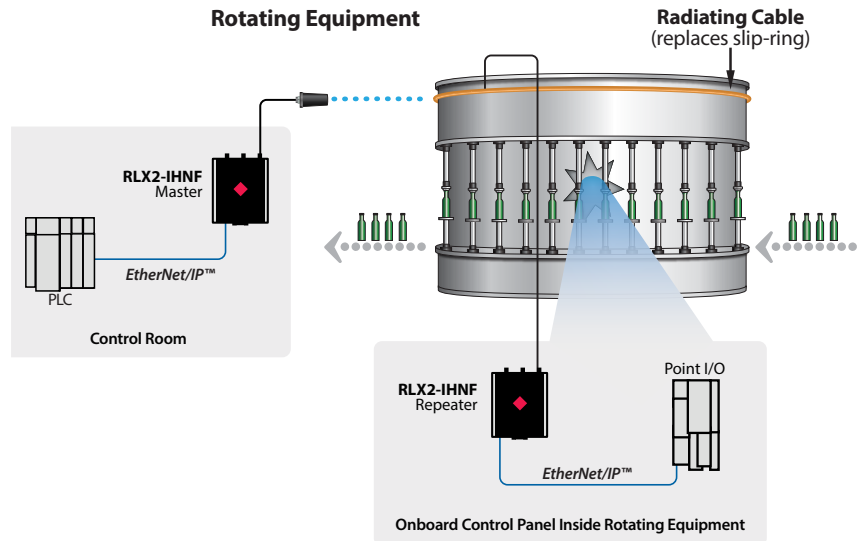 Rotating Equipment
Radiating Cable
(replaces slip-ring)
RLX2-IHNF
Master
EtherNet/IP™
PLC
Control Room
RLX2-IHNF
Repeater
Point I/O
EtherNet/IP™
Onboard Control Panel Inside Rotating Equipment